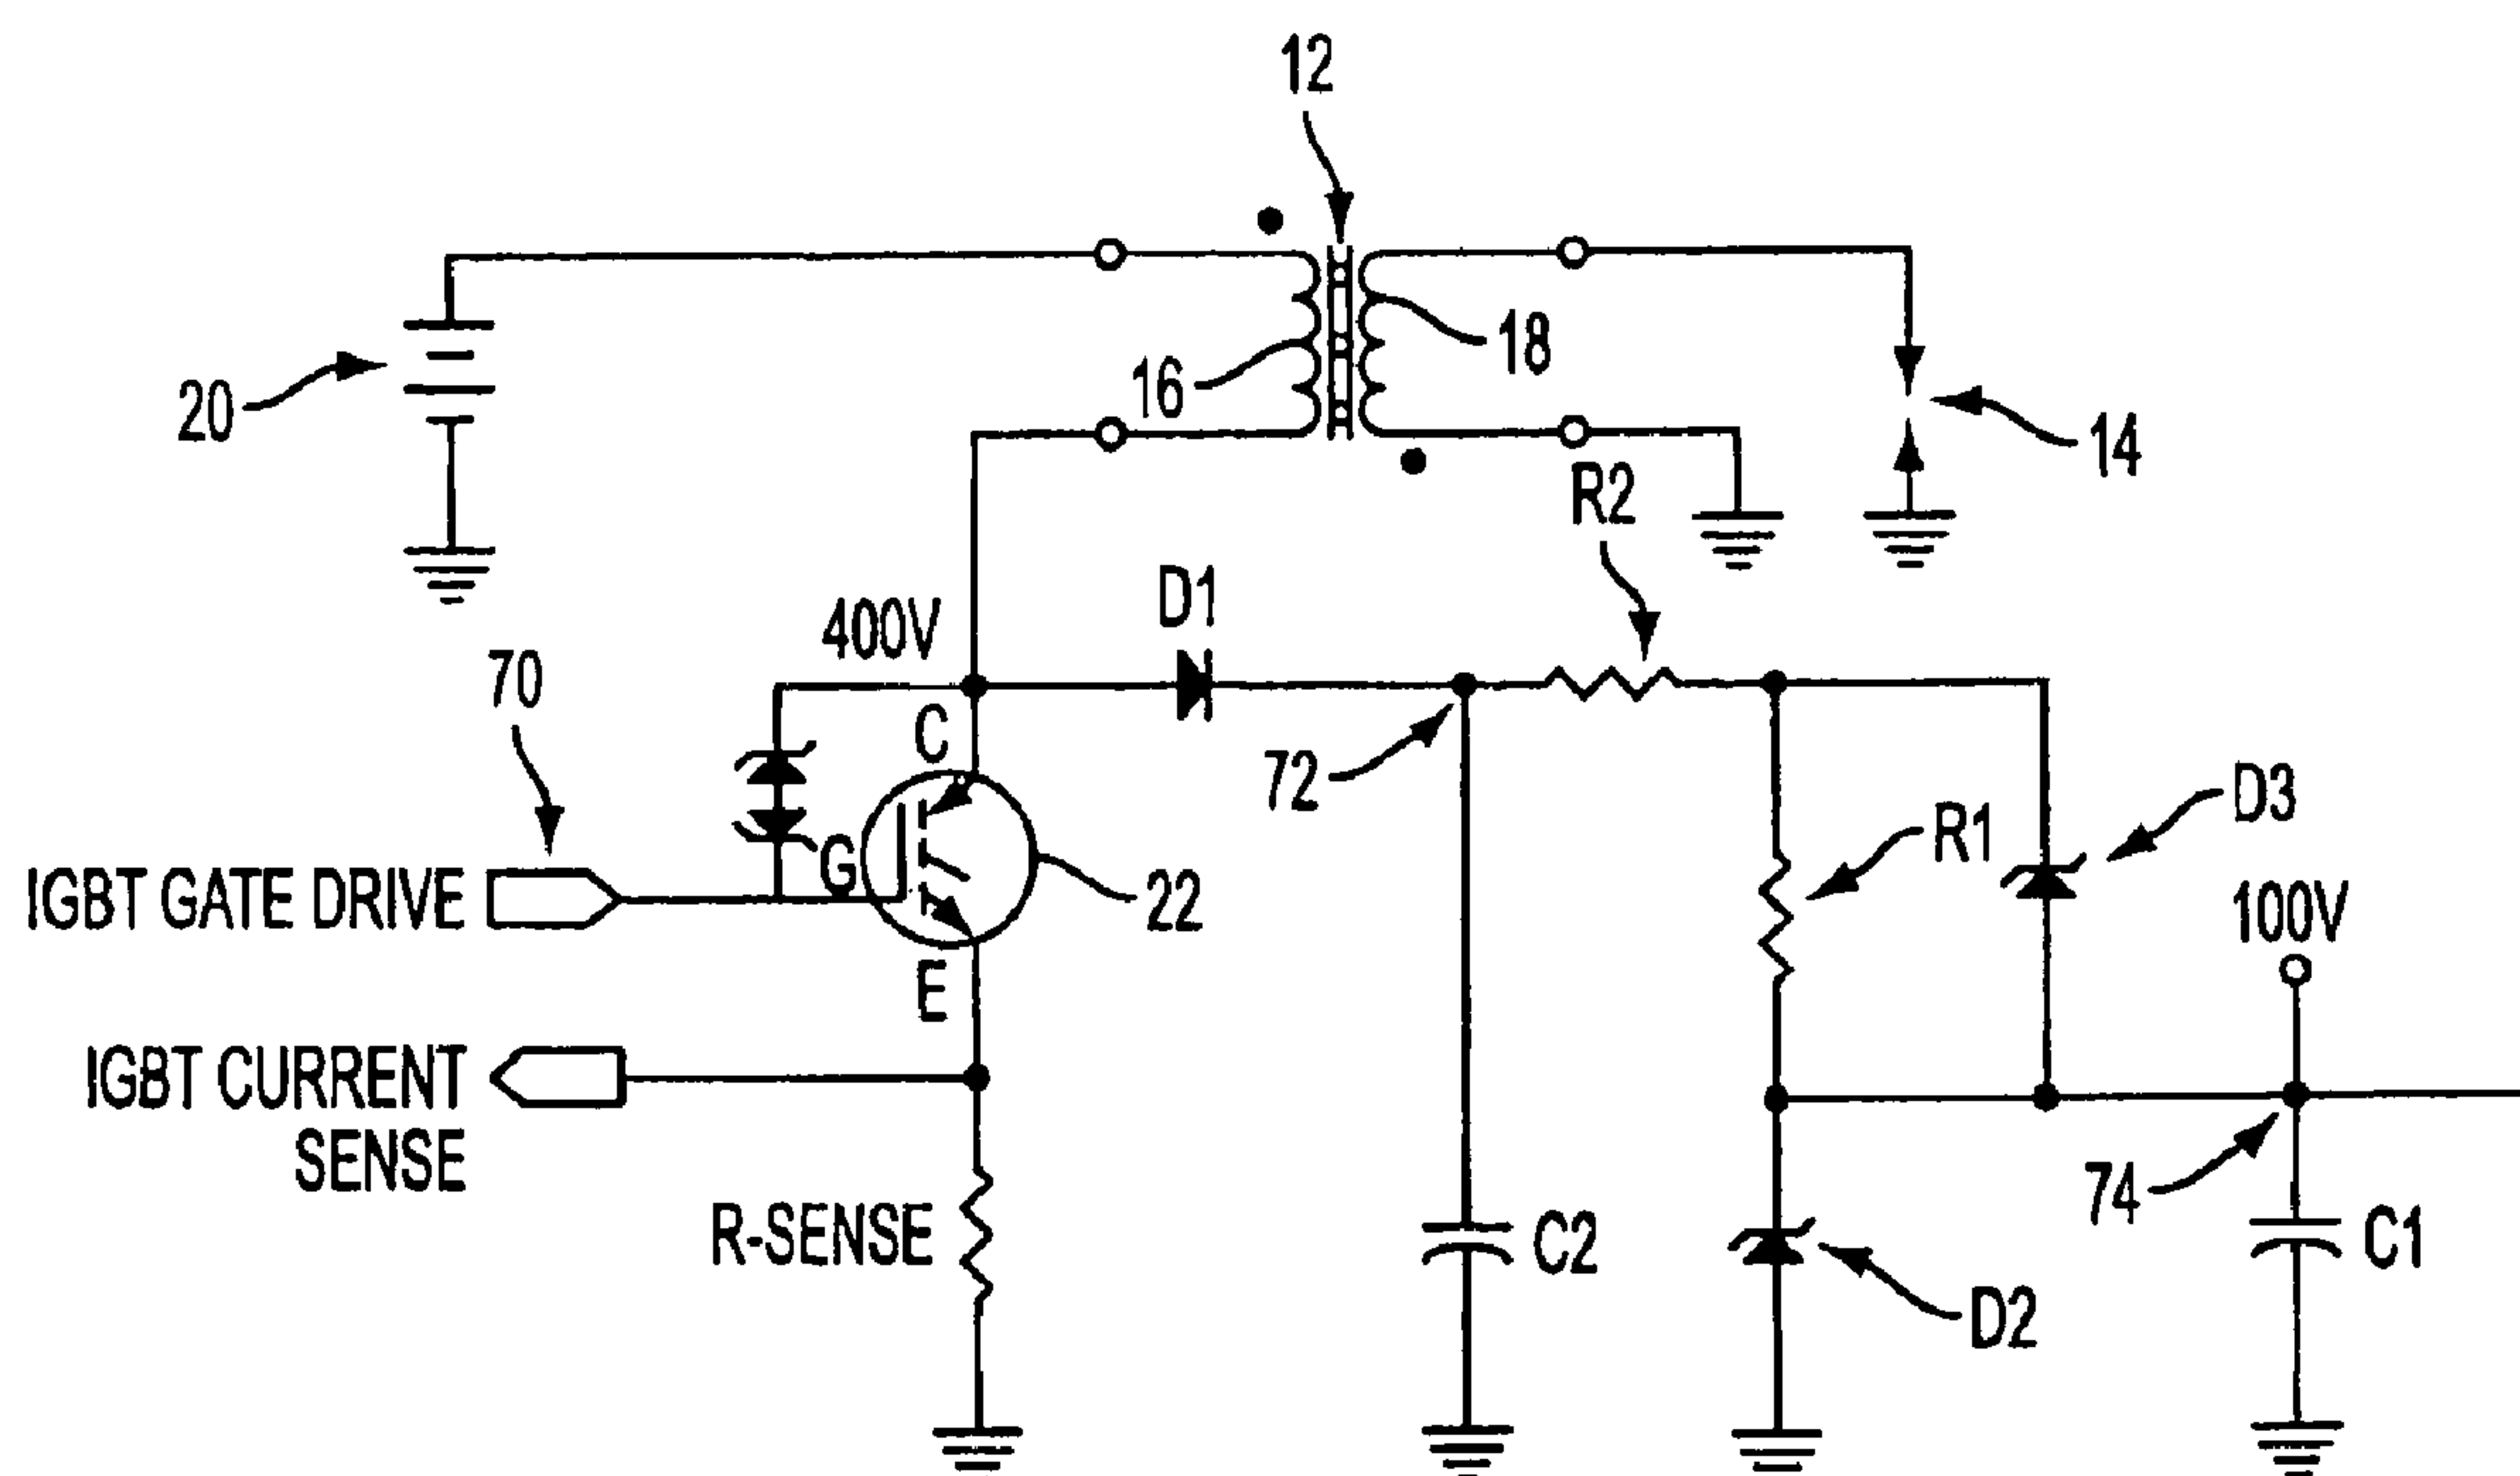 12
16
18
20
14
R2
D1
400V
70
C
72
D3
R1
G
100V
IGBT GATE DRIVE
22
E
IGBT CURRENT
SENSE
74
R-SENSE
C2
C1
D2